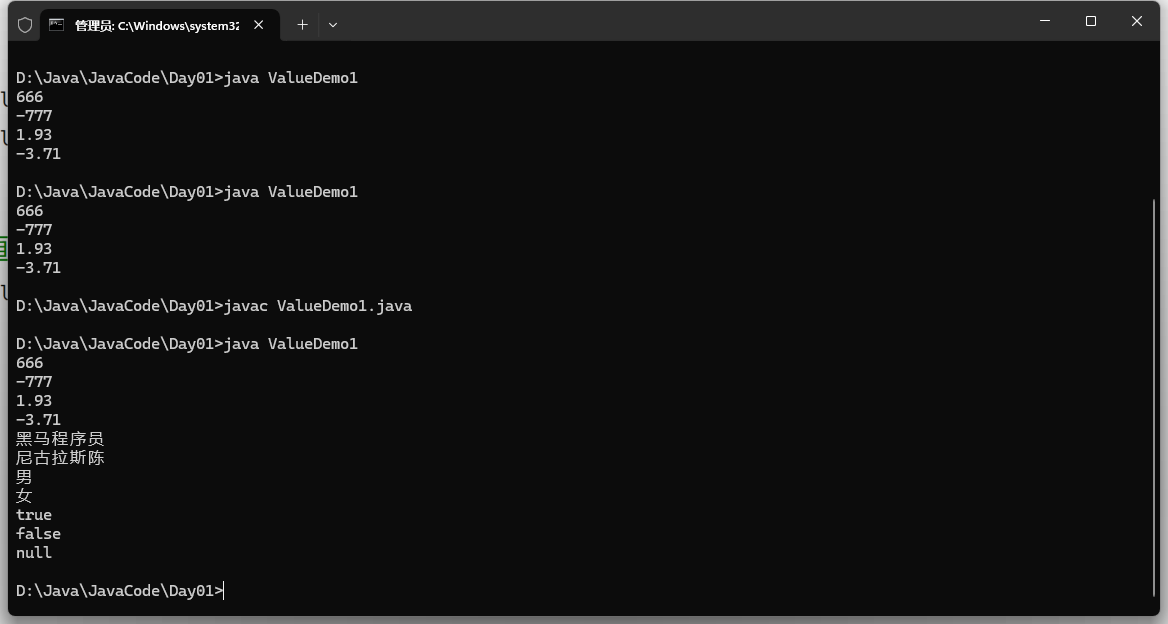 管理员: C:\Windows\system32
D:\Java\JavaCode\Day01>java ValueDemo1
666
-777
1.93
-3.71
D:\Java\JavaCode\Day01>java ValueDemo1
666
-777
1.93
-3.71
D:\Java\JavaCode\Day01>javac ValueDemo1.java
D:\Java\JavaCode\Day01>java ValueDemo1
666
-777
1.93
-3.71
黑马程序员
尼古拉斯陈
男
女
true
false
null
D:\Java\JavaCode\Day01>